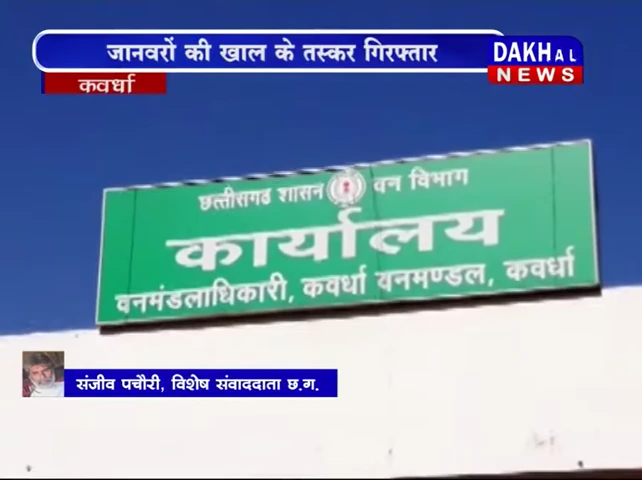 जानवरों की खाल के तस्कर गिरफ्तार
DAKHAL
NEWS
कवर्धा
छत्तीसगढ शासन वन विभाग
कार्यालय
वनमंडलाधिकारी, कवर्धा वनमण्डल, कवर्धा
संजीव पचौरी, विशेष संवाददाता छ.ग.